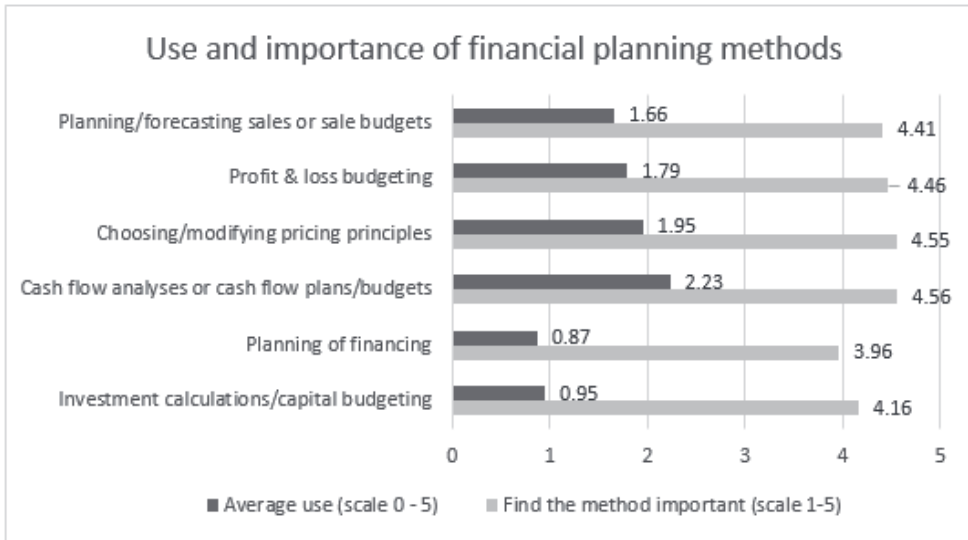 Use and importance of financial planning methods
Planning/forecasting sales or sale budgets
1.66
4.41
Profit & loss budgeting
1.79
4.46
Choosing/modifying pricing principles
1.95
4.55
Cash flow analyses or cash flow plans/budgets
2.23
4.56
Planning of financing
0.87
3.96
Investment calculations/capital budgeting
0.95
4.16
0 1 2 3 4 5
Average use (scale 0 - 5) Find the method important (scale 1-5)